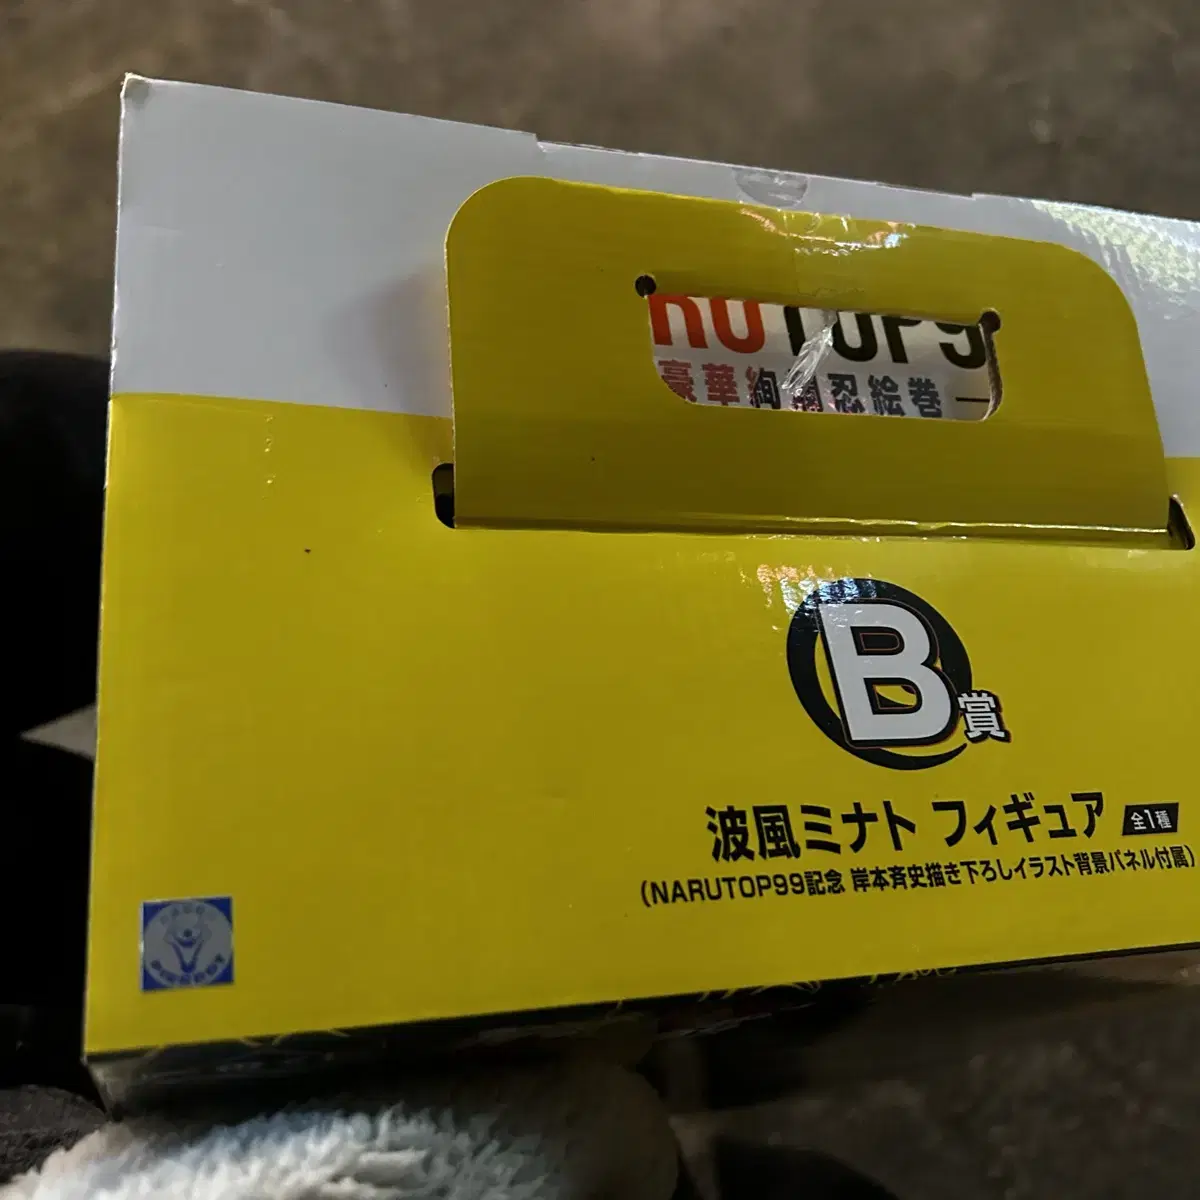 RUTOP9
豪華絢爛忍絵巻
B賞
波風ミナト フィギュア 全1種
(NARUTOP99記念 岸本斉史描き下ろしイラスト背景パネル付属)